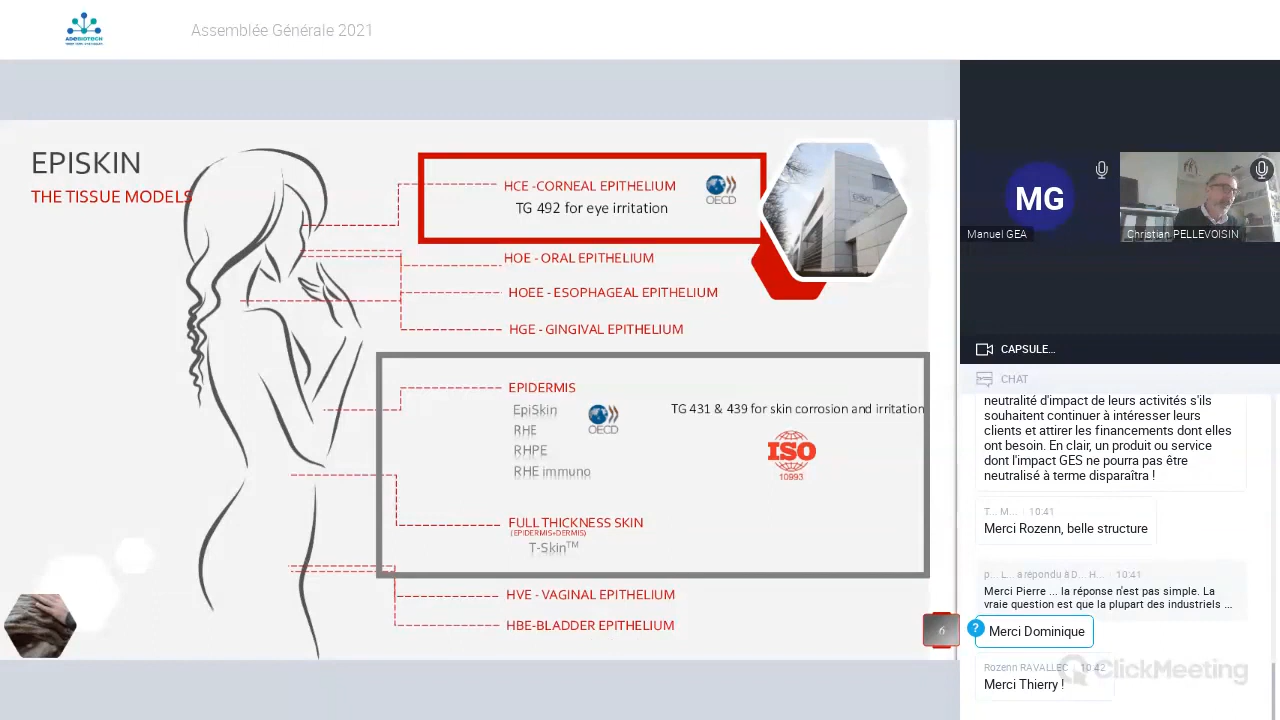 ADEBIOTECH
Assemblée Générale 2021
EPISKIN
THE TISSUE MODELS
HCE -CORNEAL EPITHELIUM
TG 492 for eye irritation
OECD
HOE - ORAL EPITHELIUM
HOEE - ESOPHAGEAL EPITHELIUM
HGE - GINGIVAL EPITHELIUM
EPIDERMIS
EpiSkin
RHE
RHPE
RHE immuno
OECD
TG 431 & 439 for skin corrosion and irritation
ISO
10993
FULL THICKNESS SKIN
(EPIDERMIS+DERMIS)
T-Skin™
HVE - VAGINAL EPITHELIUM
HBE-BLADDER EPITHELIUM
6
MG
Manuel GEA
Christian PELLEVOISIN
CAPSULE...
CHAT
neutralité d'impact de leurs activités s'ils
souhaitent continuer à intéresser leurs
clients et attirer les financements dont elles
ont besoin. En clair, un produit ou service
dont l'impact GES ne pourra pas être
neutralisé à terme disparaîtra !
T... M... 10:41
Merci Rozenn, belle structure
p... L... a répondu à D... H... 10:41
Merci Pierre ... la réponse n'est pas simple. La
vraie question est que la plupart des industriels ...
? Merci Dominique
Rozenn RAVALLEC 10:42
Merci Thierry !
ClickMeeting